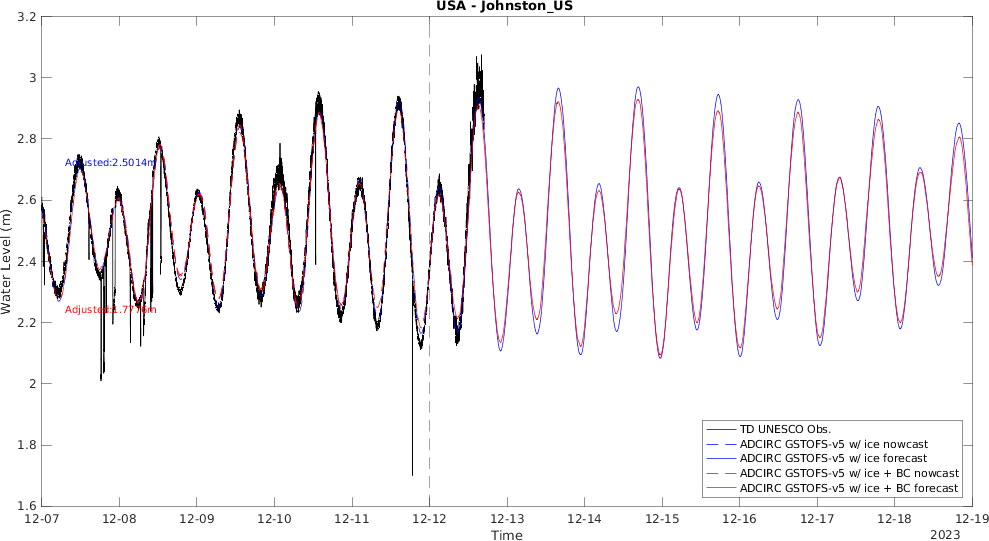 USA - Johnston_US
3.2
3
2.8
2.6
2.4
2.2
2
1.8
1.6
Water Level (m)
Adjusted:2.5014m
Adjusted:1.7776m
TD UNESCO Obs.
ADCIRC GSTOFS-v5 w/ ice nowcast
ADCIRC GSTOFS-v5 w/ ice forecast
ADCIRC GSTOFS-v5 w/ ice + BC nowcast
ADCIRC GSTOFS-v5 w/ ice + BC forecast
12-07 12-08 12-09 12-10 12-11 12-12 12-13 12-14 12-15 12-16 12-17 12-18 12-19
Time
2023